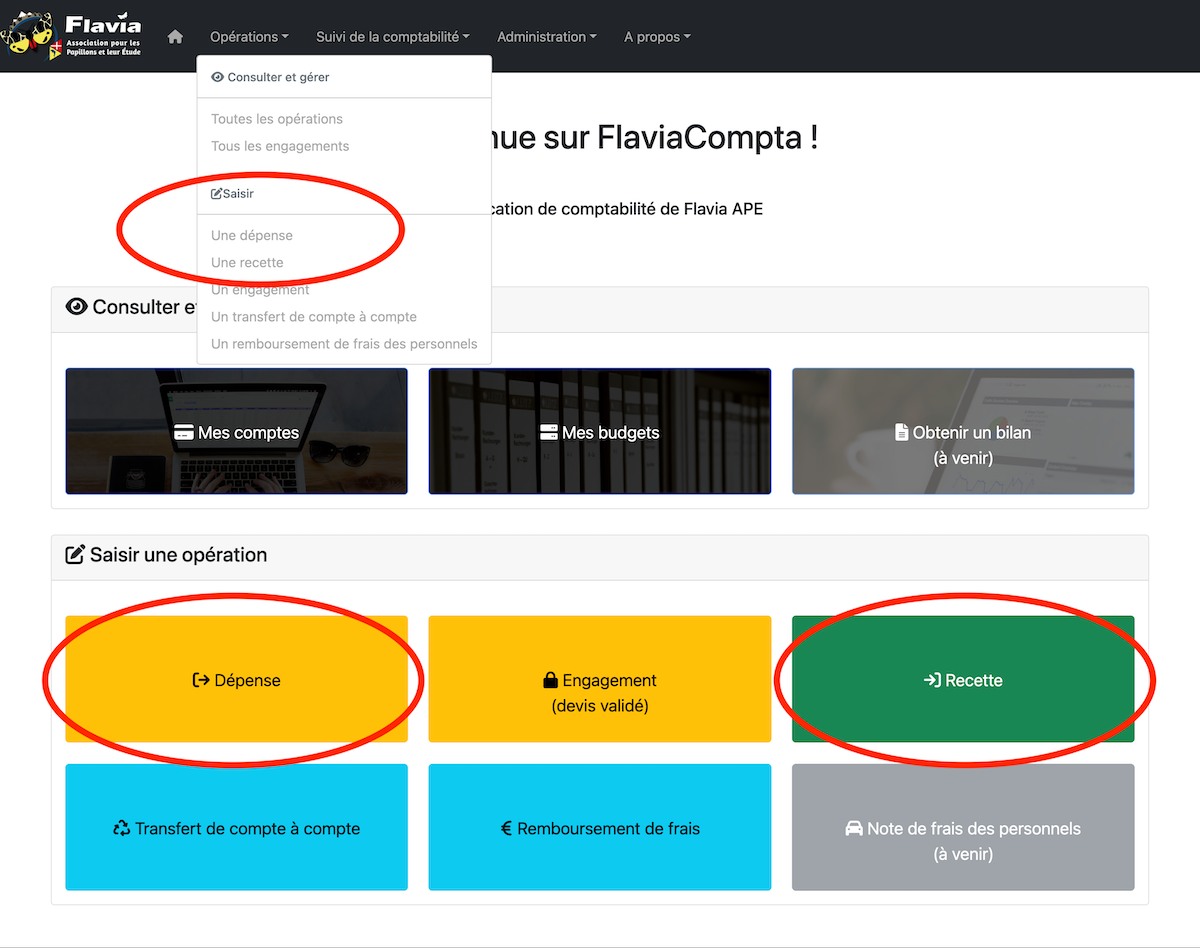 Flavia
Association pour les
Papillons et leur Étude
Opérations
Suivi de la comptabilité
Administration
A propos
Consulter et gérer
Toutes les opérations
Tous les engagements
Saisir
Une dépense
Une recette
Un engagement
Un transfert de compte à compte
Un remboursement de frais des personnels
nue sur FlaviaCompta !
cation de comptabilité de Flavia APE
Consulter et
Mes comptes
Mes budgets
Obtenir un bilan
(à venir)
Saisir une opération
Dépense
Engagement
(devis validé)
Recette
Transfert de compte à compte
€ Remboursement de frais
Note de frais des personnels
(à venir)